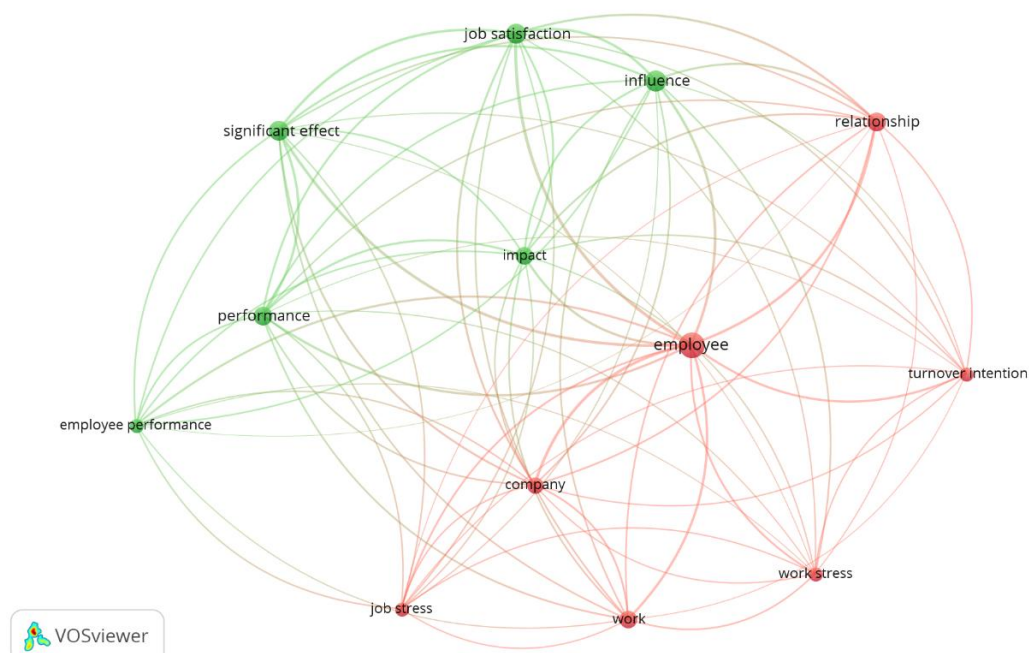 job satisfaction
influence
relationship
significant effect
impact
performance
employee
turnover intention
employee performance
company
work stress
job stress
work
VOSviewer